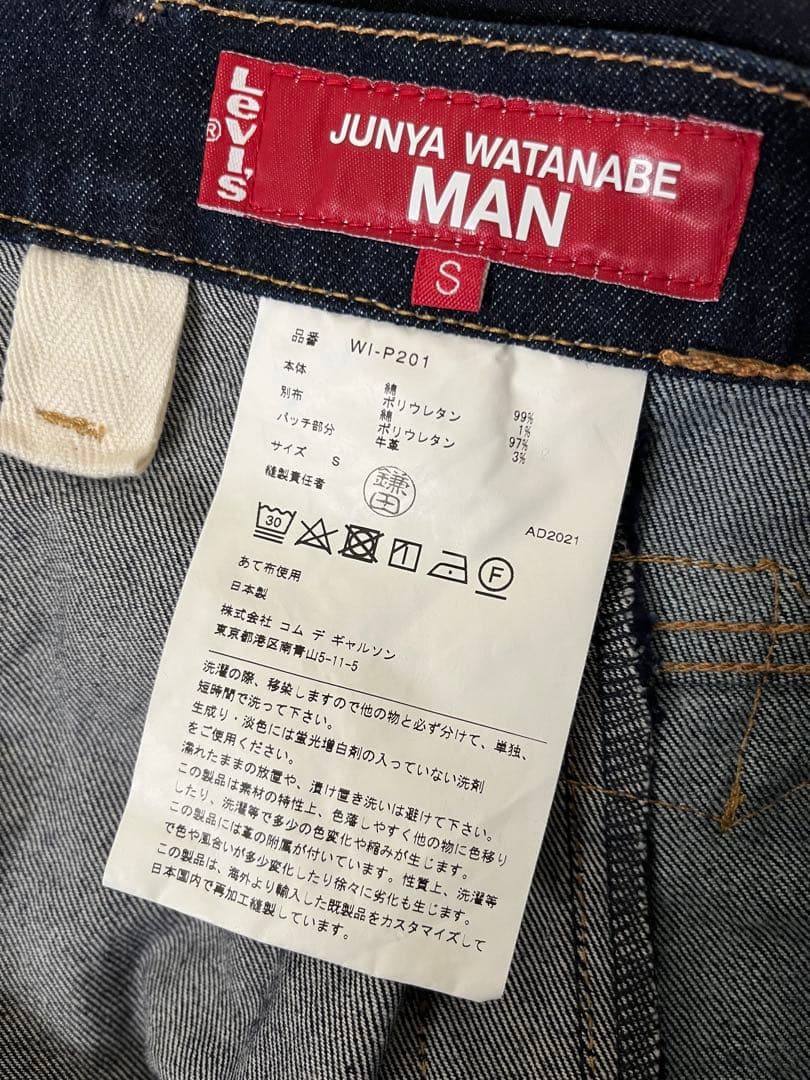 Levi's
®
JUNYA WATANABE
MAN
S
品番 WI-P201
本体 綿 99%
ポリウレタン 1%
別布 綿 97%
ポリウレタン 3%
パッチ部分 牛革
サイズ S
縫製責任者 鎌田
30
F
AD2021
あて布使用
日本製
株式会社 コム デ ギャルソン
東京都港区南青山5-11-5
洗濯の際、移染しますので他の物と必ず分けて、単独、
短時間で洗って下さい。
生成り・淡色には蛍光増白剤の入っていない洗剤
をご使用ください。
濡れたままの放置や、漬け置き洗いは避けて下さい。
この製品は素材の特性上、色落しやすく他の物に色移り
したり、洗濯等で多少の色変化や縮みが生じます。
この製品には革の附属が付いています。性質上、洗濯等
で色や風合いが多少変化したり徐々に劣化も生じます。
この製品は、海外より輸入した既製品をカスタマイズして
日本国内で再加工縫製しています。